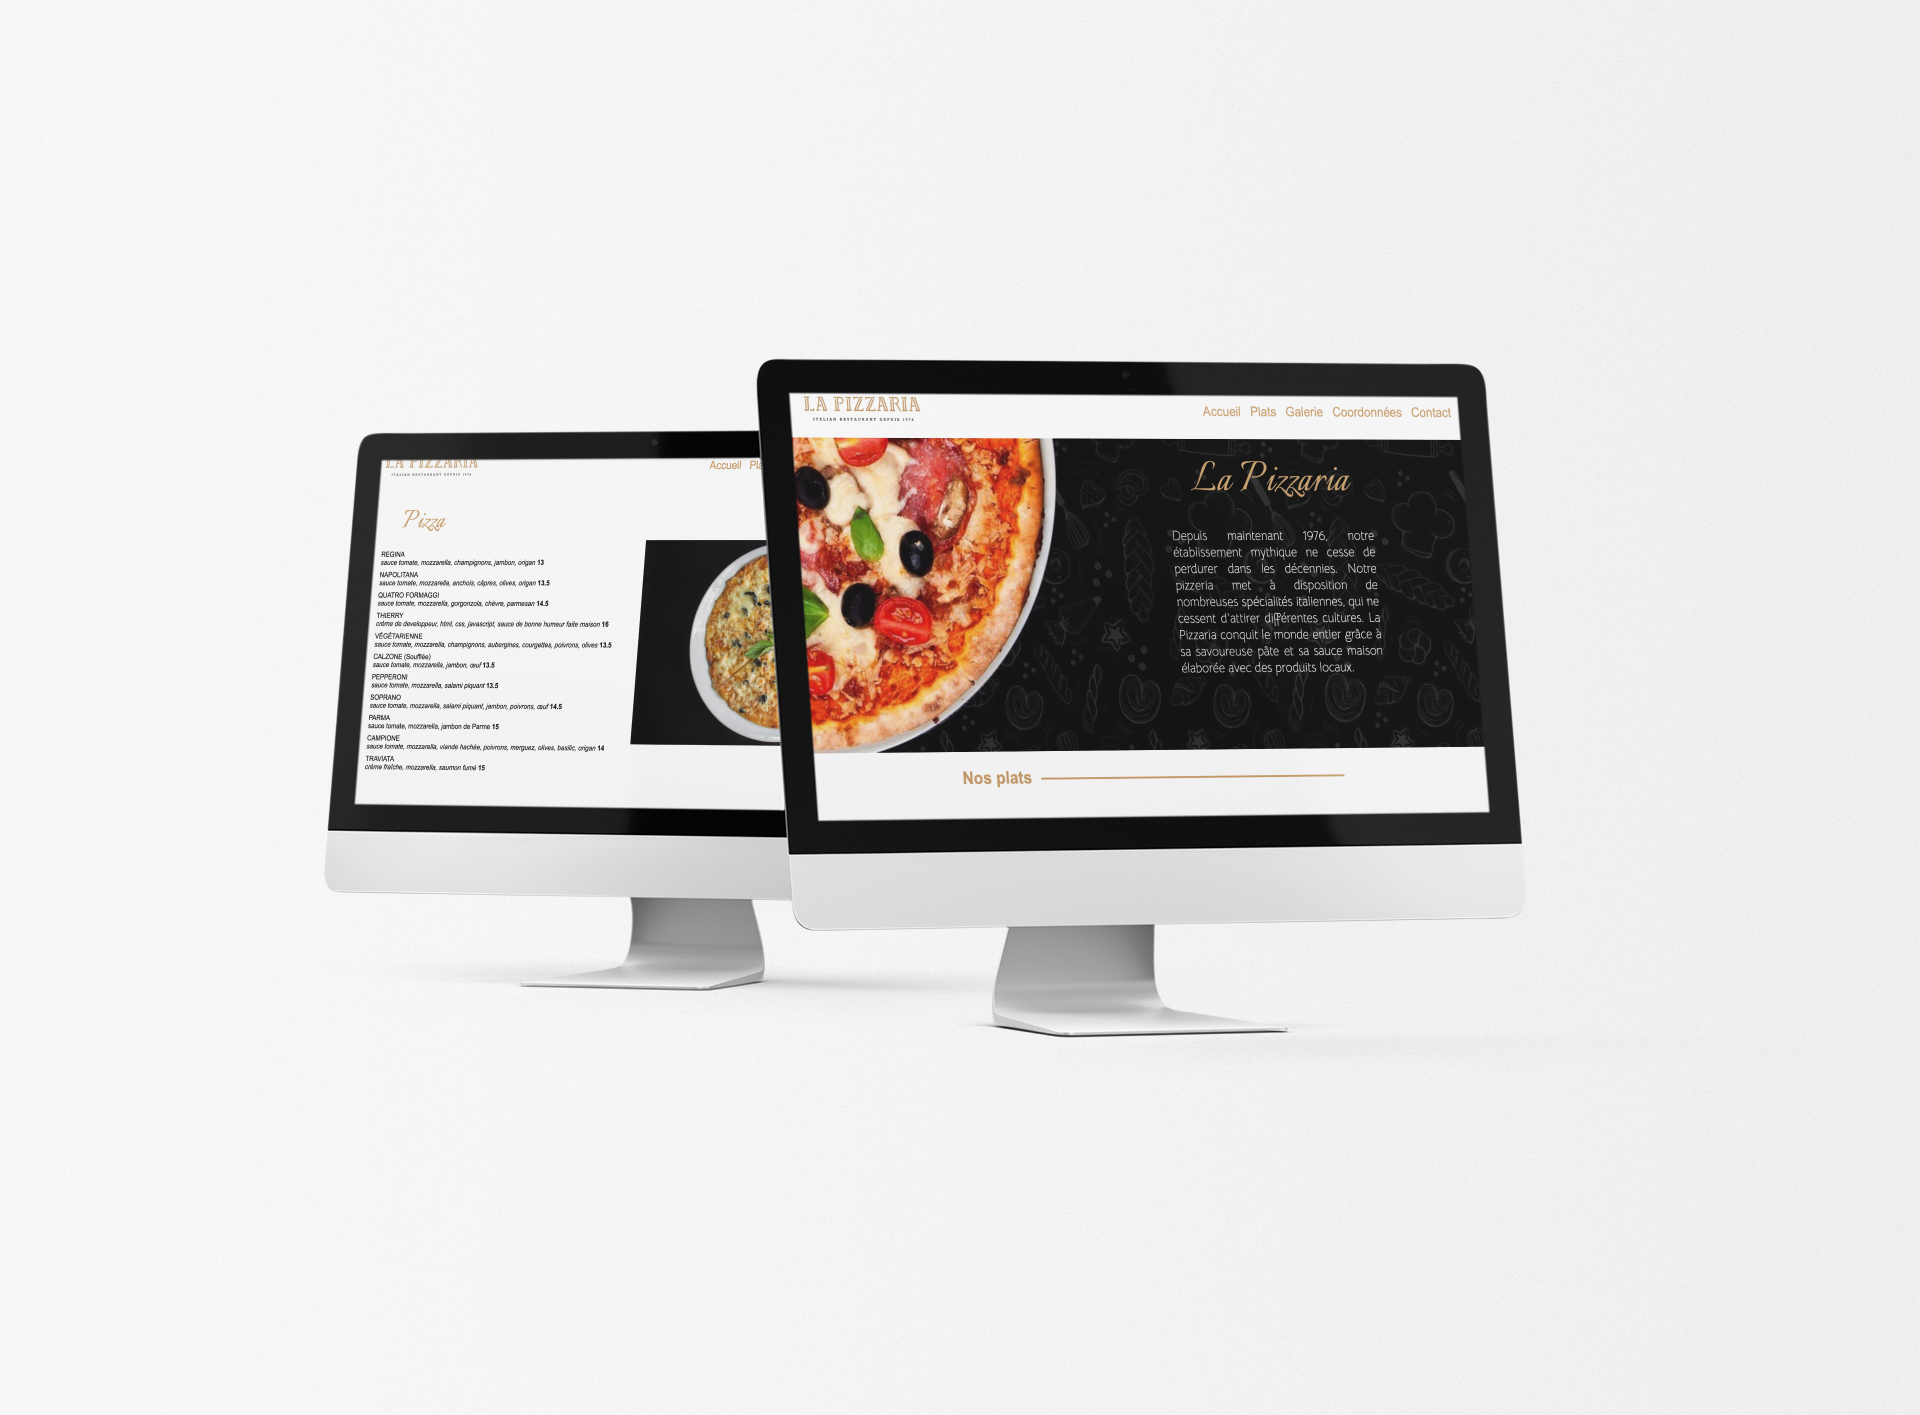 LA PIZZARIA
ITALIAN RESTAURANT DEPUIS 1976
Accueil
Pizza
REGINA
sauce tomate, mozzarella, champignons, jambon, origan 13
NAPOLITANA
sauce tomate, mozzarella, anchois, câpres, olives, origan 13.5
QUATRO FORMAGGI
sauce tomate, mozzarella, gorgonzola, chèvre, parmesan 14.5
THIERRY
crème de developpeur, html, css, javascript, sauce de bonne humeur faite maison 16
VÉGÉTARIENNE
sauce tomate, mozzarella, champignons, aubergines, courgettes, poivrons, olives 13.5
CALZONE (Soufflée)
sauce tomate, mozzarella, jambon, œuf 13.5
PEPPERONI
sauce tomate, mozzarella, salami piquant 13.5
SOPRANO
sauce tomate, mozzarella, salami piquant, jambon, poivrons, œuf 14.5
PARMA
sauce tomate, mozzarella, jambon de Parme 15
CAMPIONE
sauce tomate, mozzarella, viande hachée, poivrons, merguez, olives, basilic, origan 14
TRAVIATA
crème fraîche, mozzarella, saumon fumé 15
LA PIZZARIA
ITALIAN RESTAURANT DEPUIS 1976
Accueil Plats Galerie Coordonnées Contact
La Pizzaria
Depuis maintenant 1976, notre
établissement mythique ne cesse de
perdurer dans les décennies. Notre
pizzeria met à disposition de
nombreuses spécialités italiennes, qui ne
cessent d'attirer différentes cultures. La
Pizzaria conquit le monde entier grâce à
sa savoureuse pâte et sa sauce maison
élaborée avec des produits locaux.
Nos plats